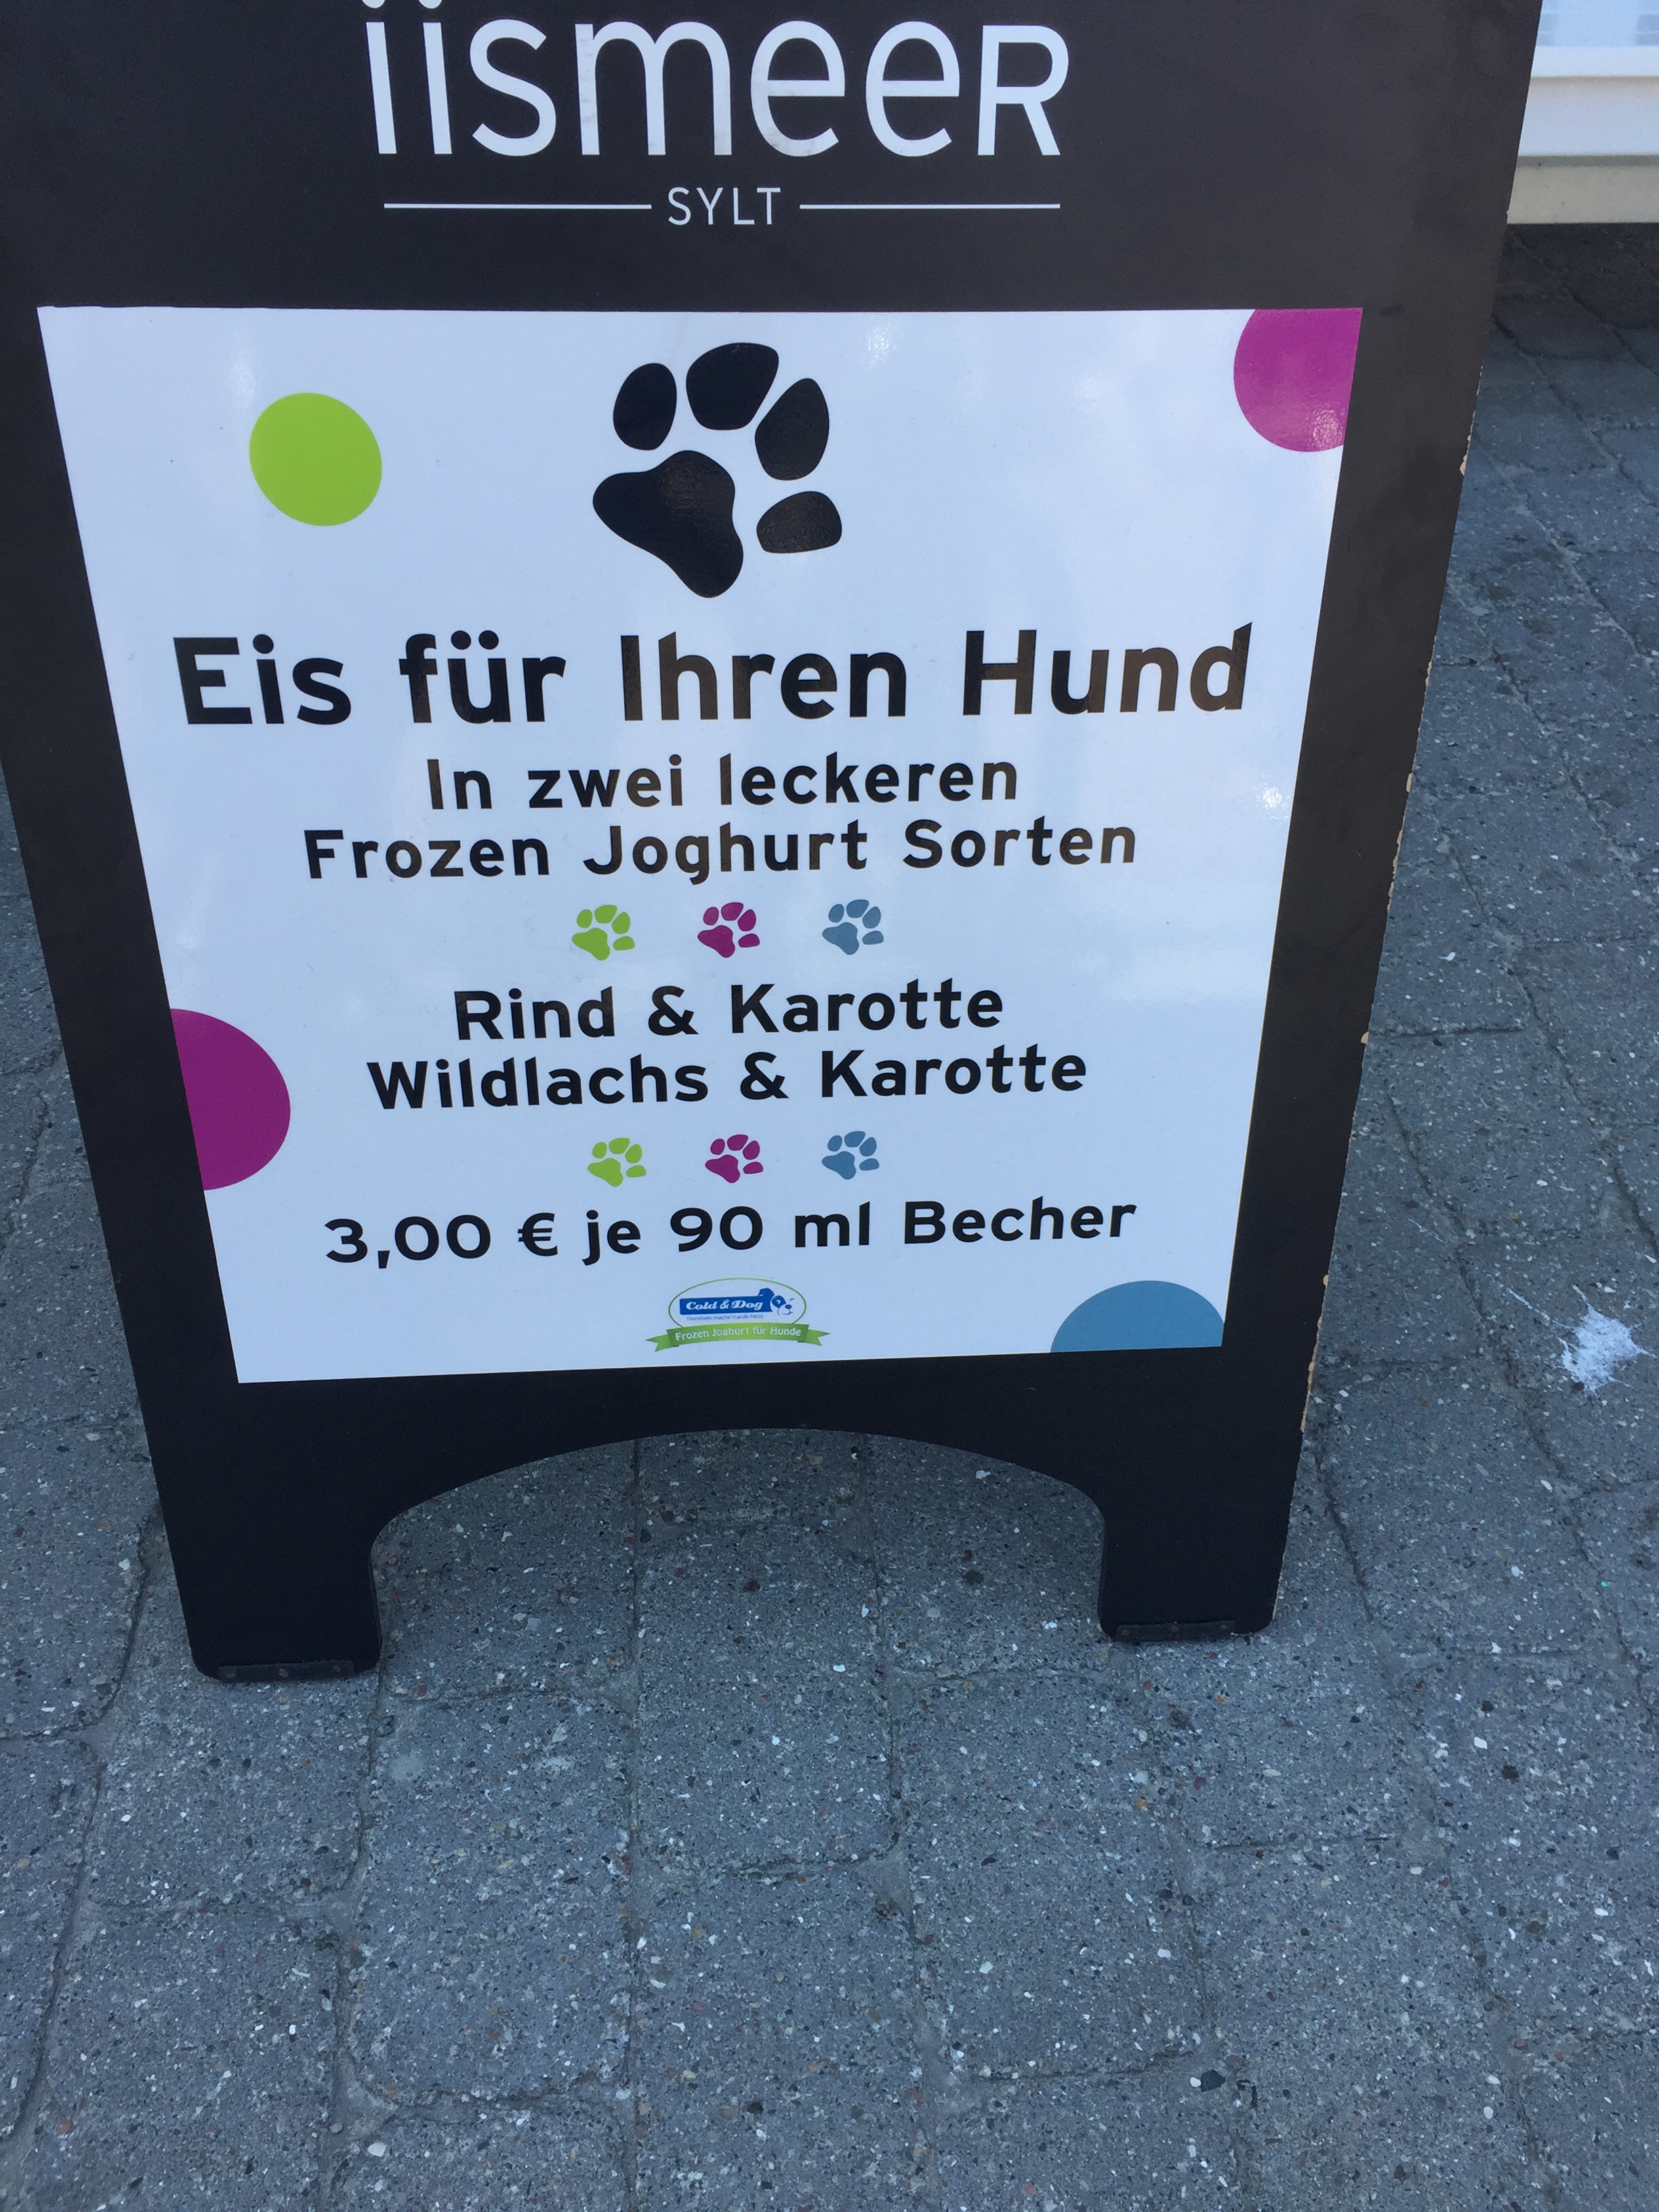 iismeeR
SYLT
Eis für Ihren Hund
In zwei leckeren
Frozen Joghurt Sorten
Rind & Karotte
Wildlachs & Karotte
3,00 € je 90 ml Becher
Cold & Dog
Frozen Joghurt für Hunde